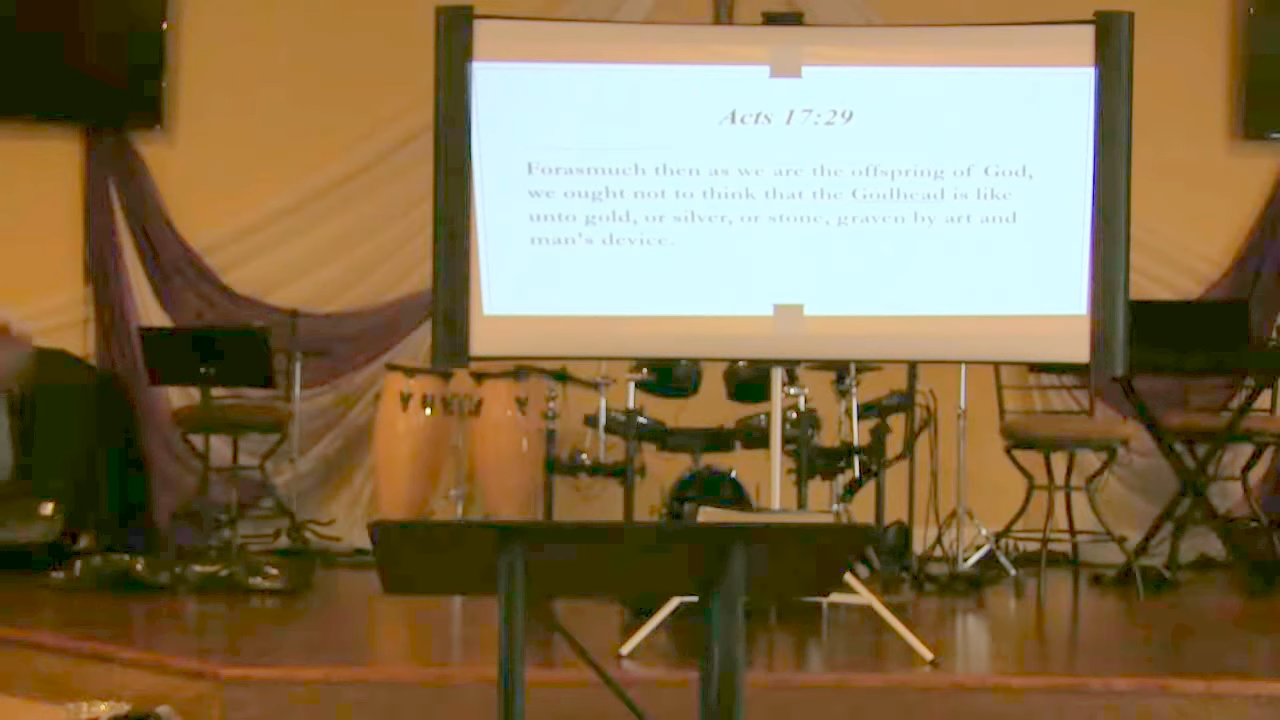 Acts 17:29
Forasmuch then as we are the offspring of God,
we ought not to think that the Godhead is like
unto gold, or silver, or stone, graven by art and
man's device.